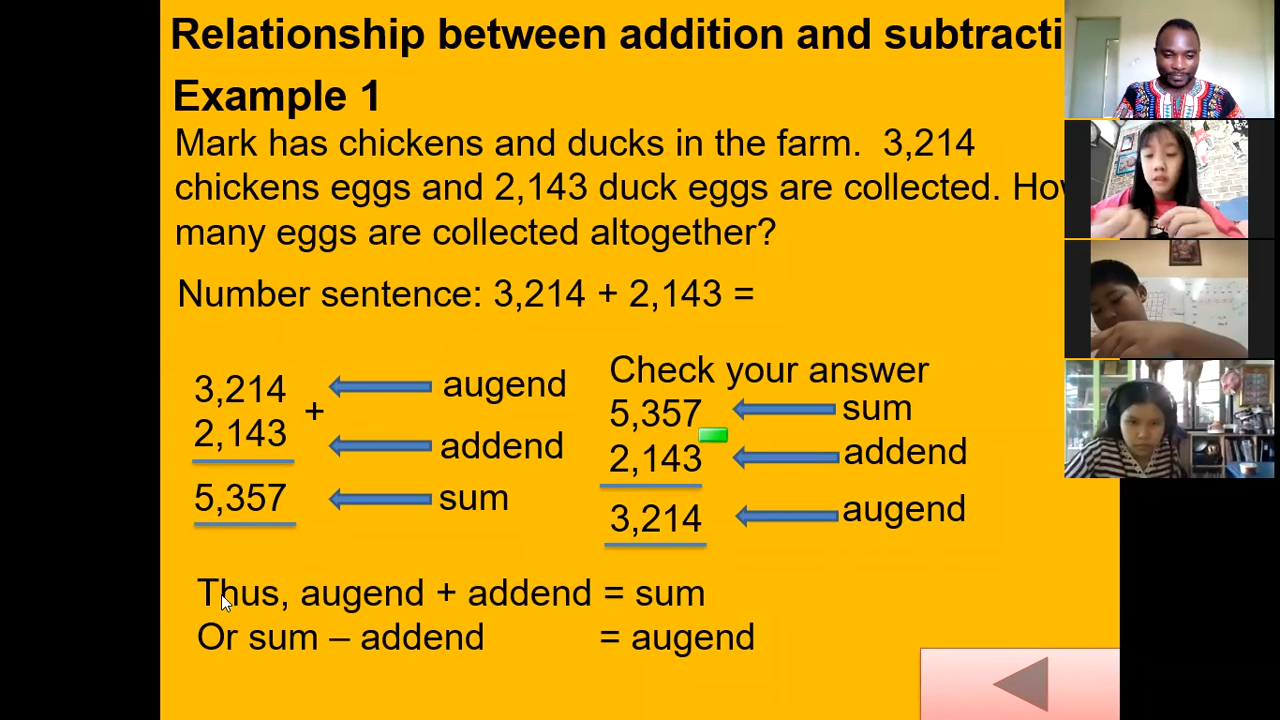 Relationship between addition and subtracti
Example 1
Mark has chickens and ducks in the farm. 3,214
chickens eggs and 2,143 duck eggs are collected. How
many eggs are collected altogether?
Number sentence: 3,214 + 2,143 =
3,214
+
2,143
5,357
augend
addend
sum
Check your answer
5,357
2,143
3,214
sum
addend
augend
Thus, augend + addend = sum
Or sum – addend = augend